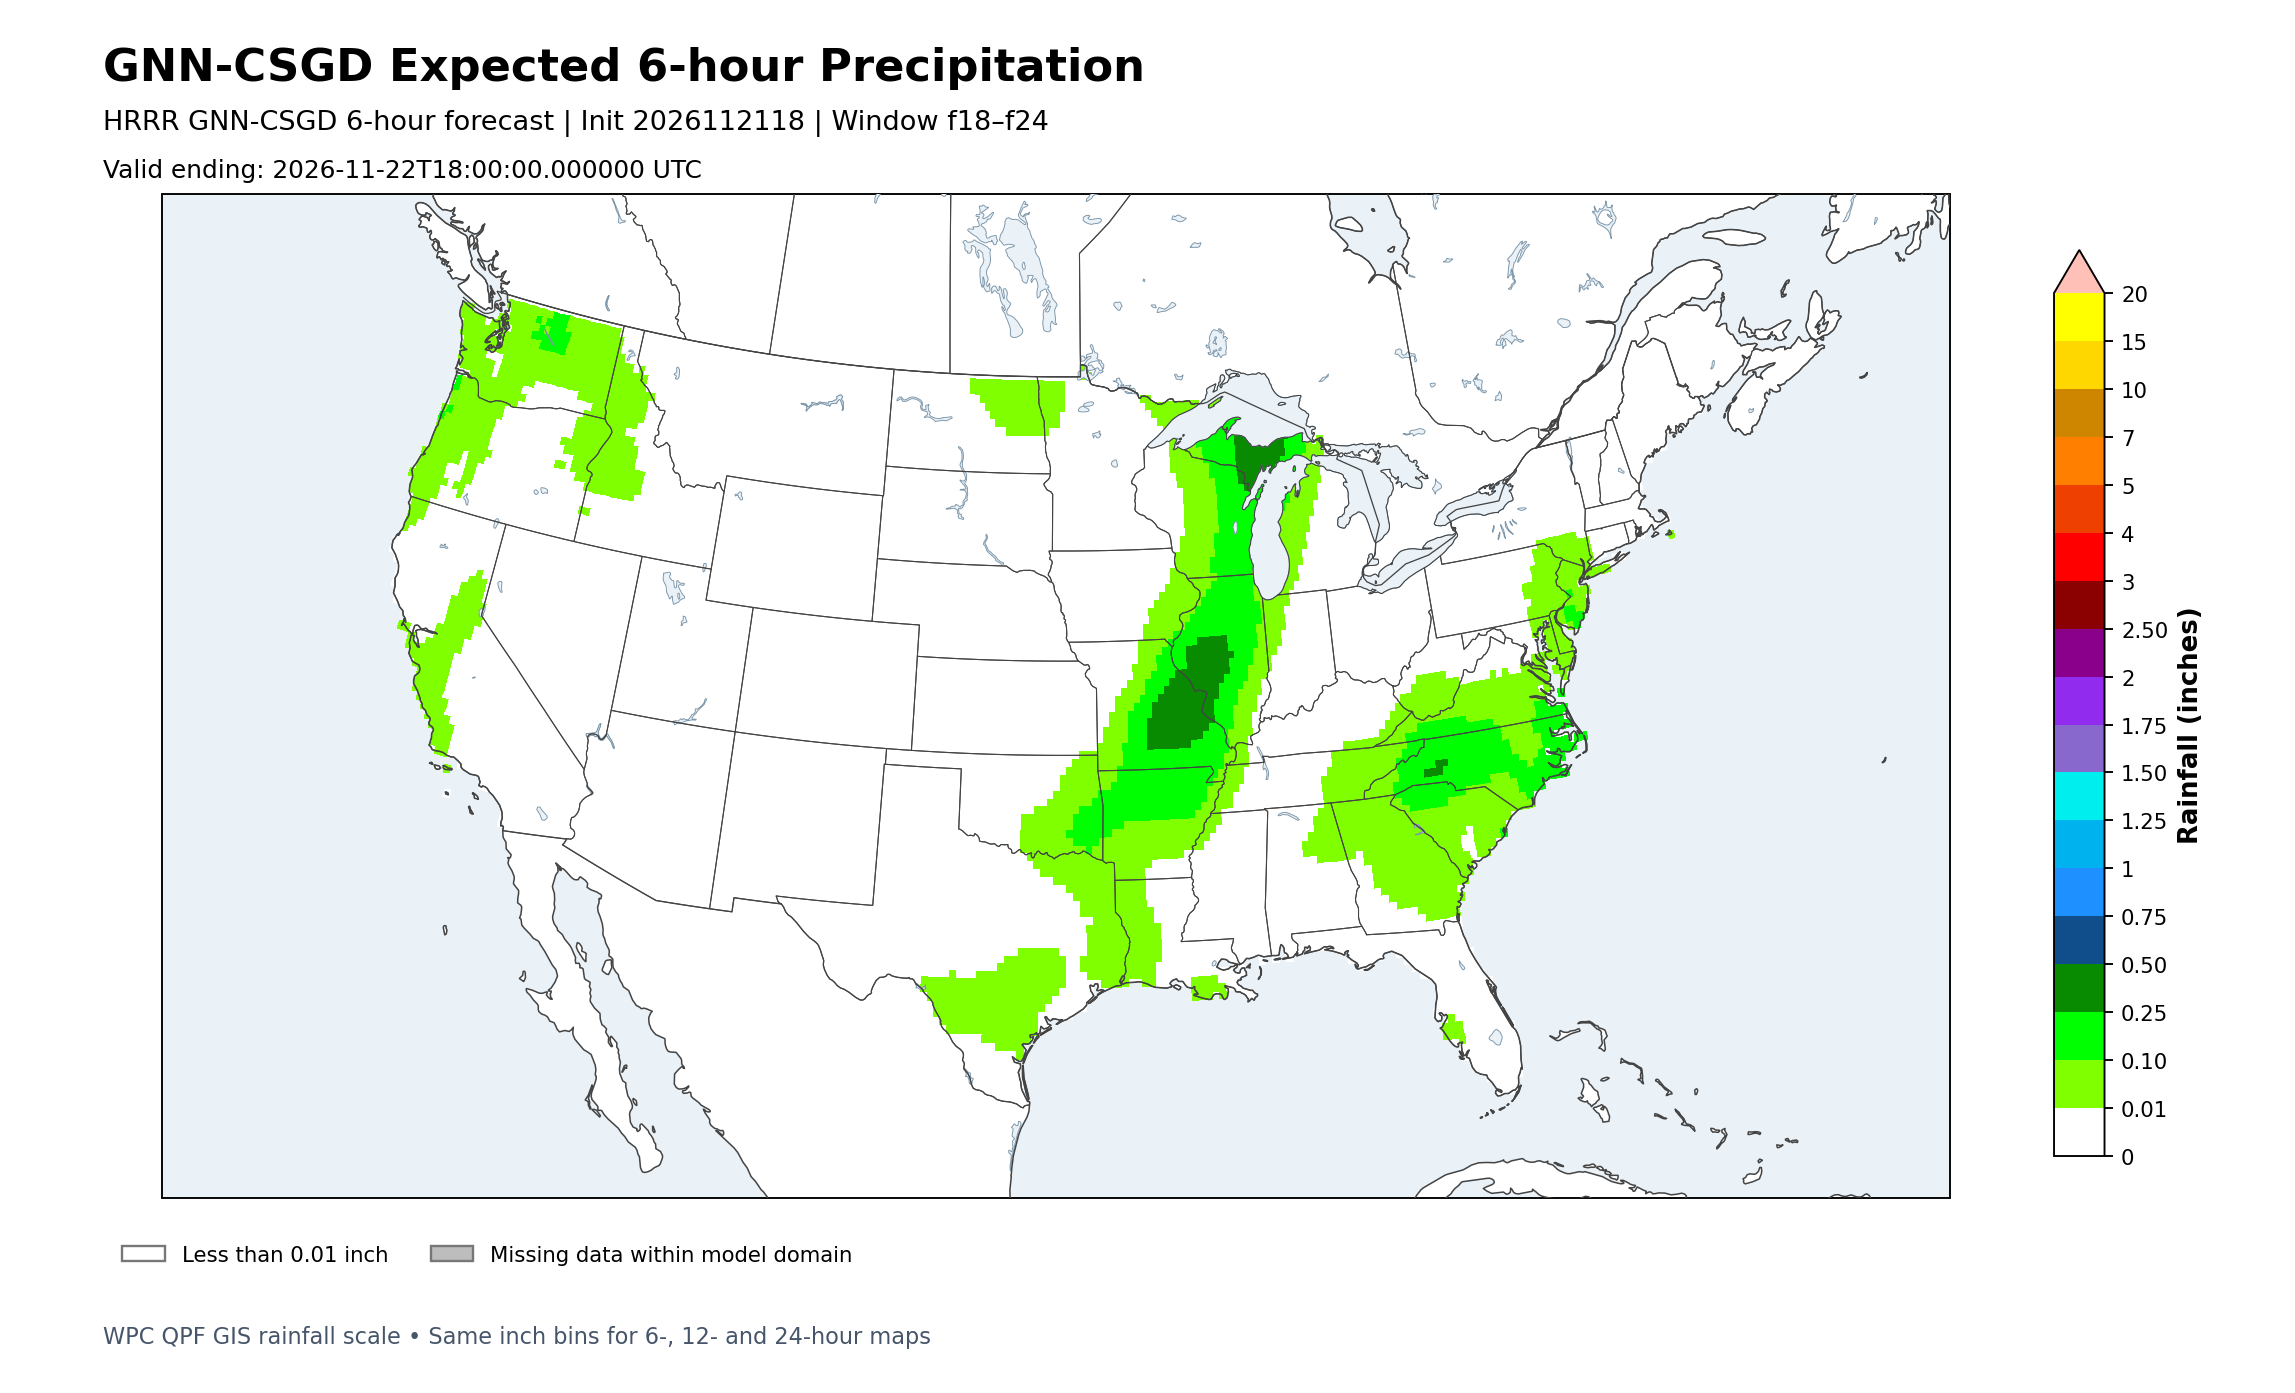 GNN-CSGD Expected 6-hour Precipitation
HRRR GNN-CSGD 6-hour forecast | Init 2026112118 | Window f18–f24
Valid ending: 2026-11-22T18:00:00.000000 UTC
20
15
10
7
5
4
3
2.50
2
1.75
1.50
1.25
1
0.75
0.50
0.25
0.10
0.01
0
Rainfall (inches)
Less than 0.01 inch
Missing data within model domain
WPC QPF GIS rainfall scale • Same inch bins for 6-, 12- and 24-hour maps